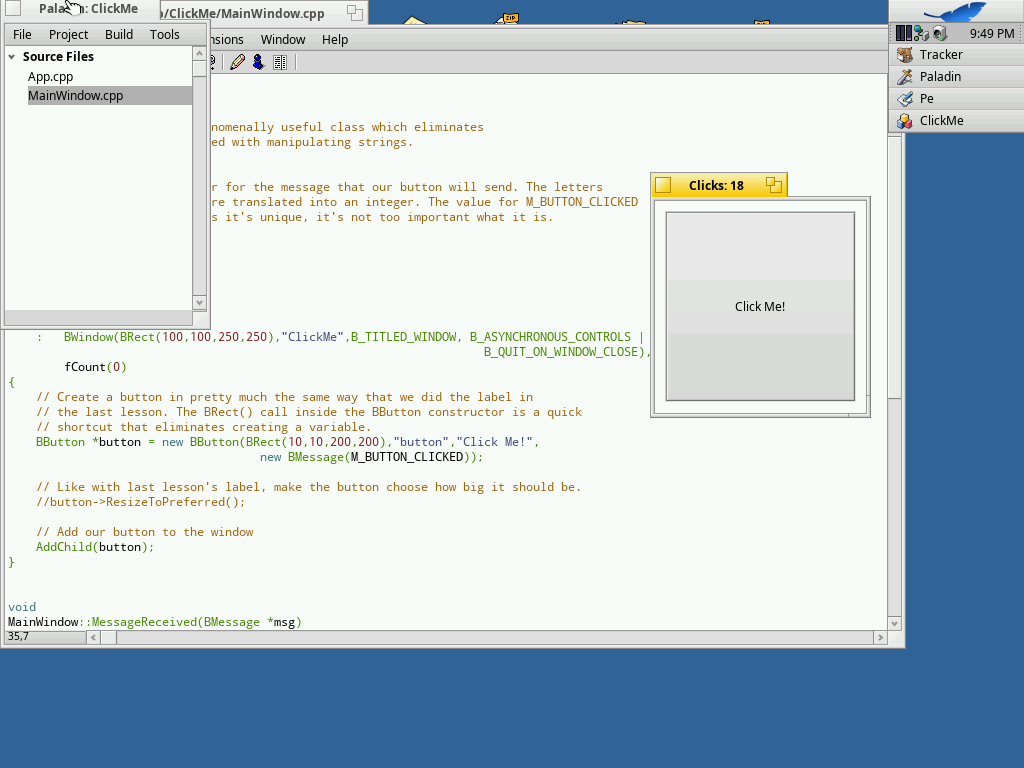 Paladin: ClickMe
/ClickMe/MainWindow.cpp
File Project Build Tools
Window Help
Source Files
App.cpp
MainWindow.cpp
ZIP
9:49 PM
Tracker
Paladin
Pe
ClickMe
nomenally useful class which eliminates
ed with manipulating strings.
r for the message that our button will send. The letters
re translated into an integer. The value for M_BUTTON_CLICKED
s it's unique, it's not too important what it is.
Clicks: 18
Click Me!
: BWindow(BRect(100,100,250,250),"ClickMe",B_TITLED_WINDOW, B_ASYNCHRONOUS_CONTROLS |
B_QUIT_ON_WINDOW_CLOSE),
fCount(0)
{
// Create a button in pretty much the same way that we did the label in
// the last lesson. The BRect() call inside the BButton constructor is a quick
// shortcut that eliminates creating a variable.
BButton *button = new BButton(BRect(10,10,200,200),"button","Click Me!",
new BMessage(M_BUTTON_CLICKED));
// Like with last lesson's label, make the button choose how big it should be.
//button->ResizeToPreferred();
// Add our button to the window
AddChild(button);
}
void
MainWindow::MessageReceived(BMessage *msg)
35,7